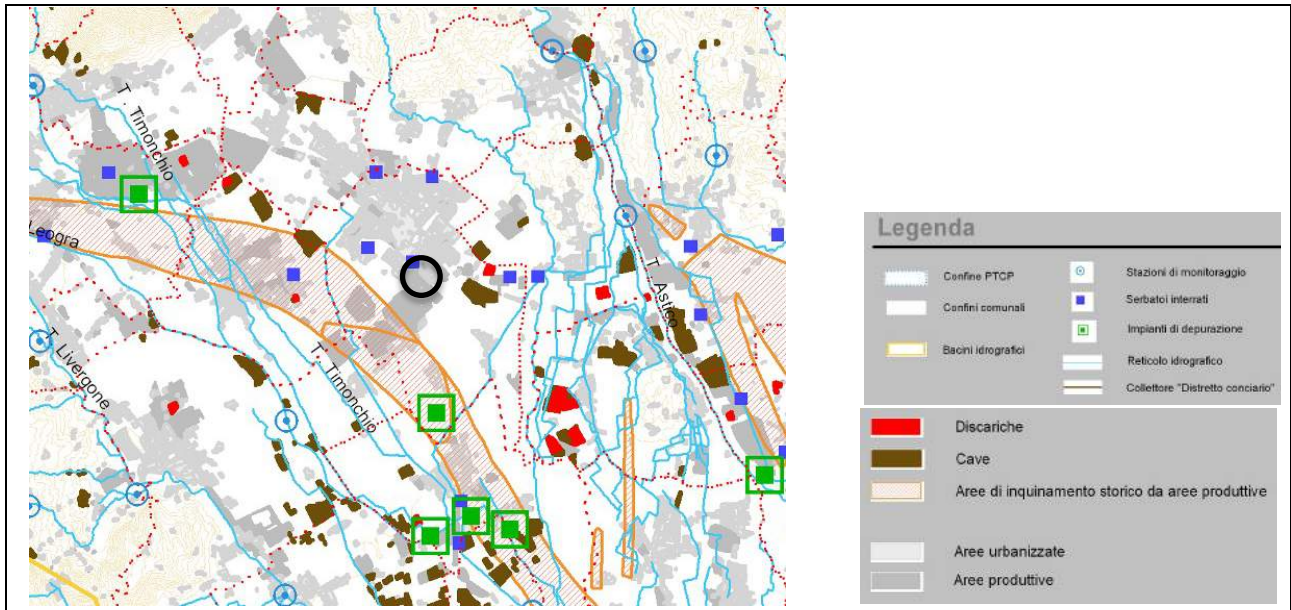 T. Timonchio
Leogra
T. Livergone
T. Timonchio
T. Astico
Legenda
Confine PTCP
Confini comunali
Bacini idrografici
Stazioni di monitoraggio
Serbatoi interrati
Impianti di depurazione
Reticolo idrografico
Collettore "Distretto conciario"
Discariche
Cave
Aree di inquinamento storico da aree produttive
Aree urbanizzate
Aree produttive